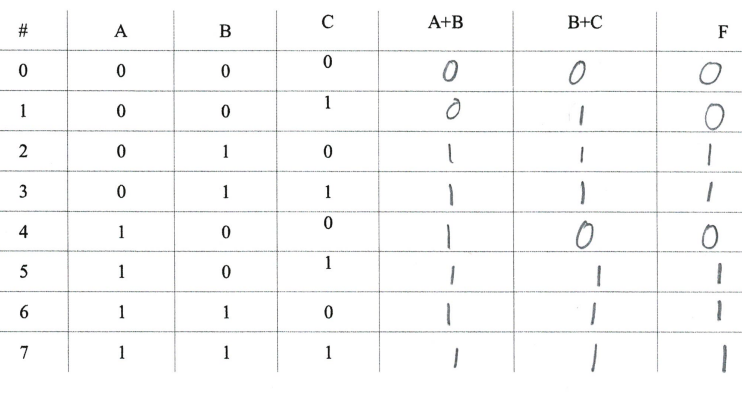 # A B C A+B B+C F
0 0 0 0 0 0 0
1 0 0 1 0 1 0
2 0 1 0 1 1 1
3 0 1 1 1 1 1
4 1 0 0 1 0 0
5 1 0 1 1 1 1
6 1 1 0 1 1 1
7 1 1 1 1 1 1